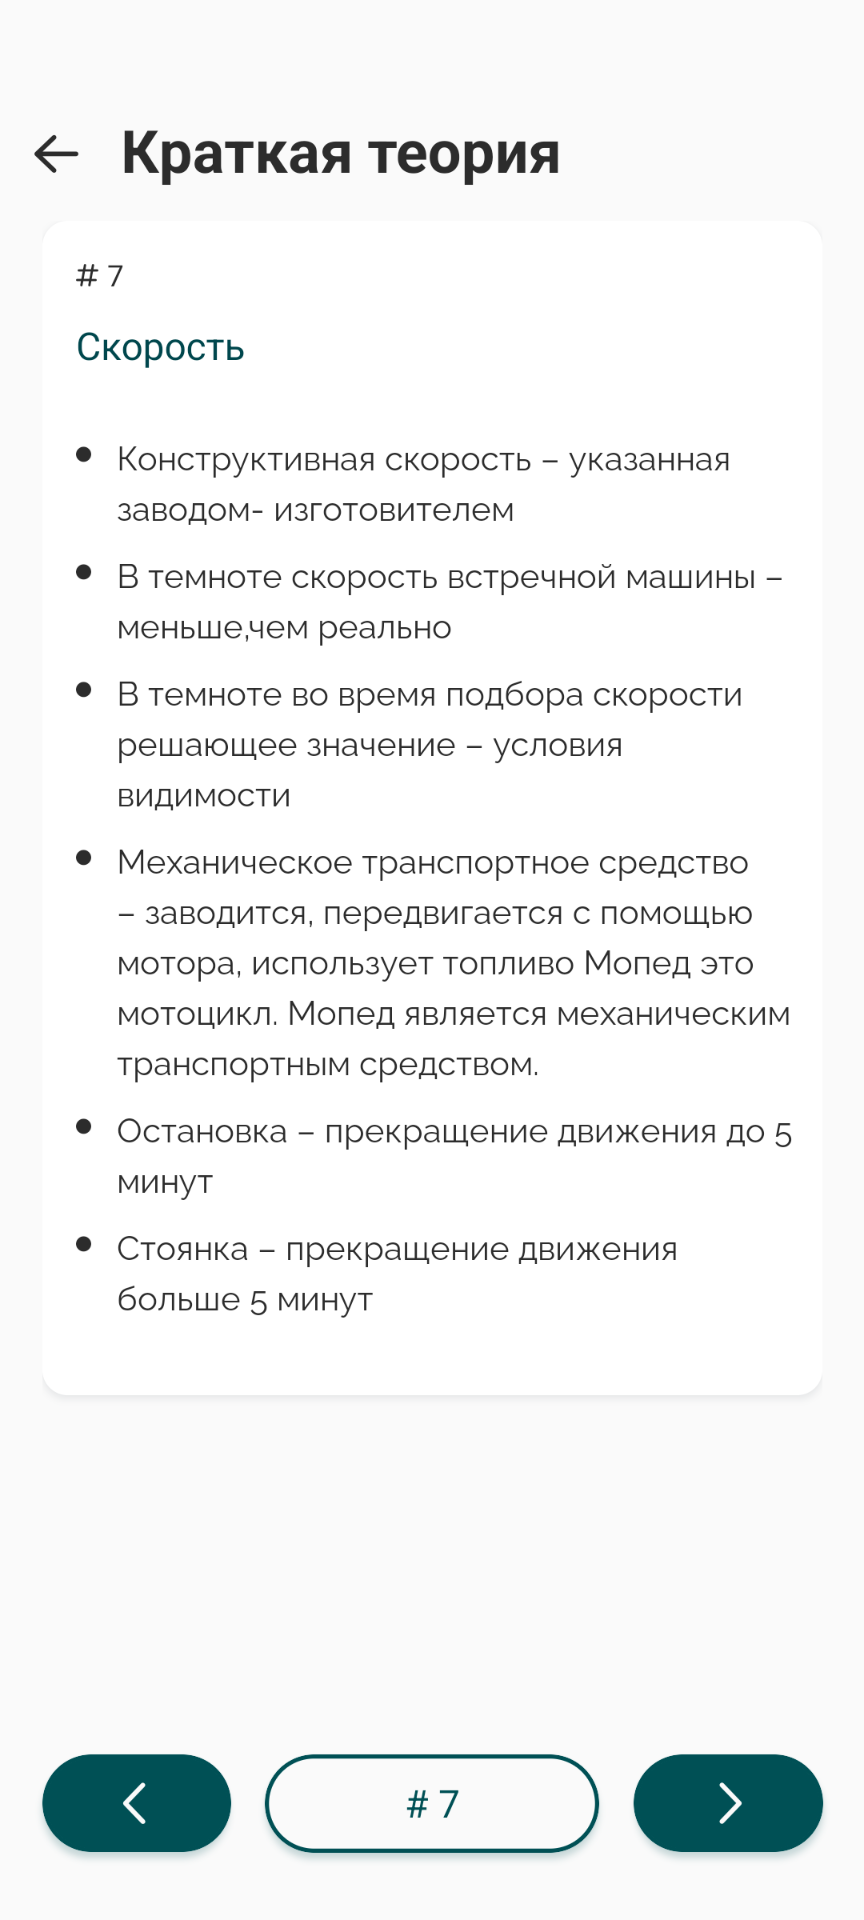 Краткая теория
# 7
Скорость
Конструктивная скорость – указанная
заводом- изготовителем
В темноте скорость встречной машины –
меньше,чем реально
В темноте во время подбора скорости
решающее значение – условия
видимости
Механическое транспортное средство
– заводится, передвигается с помощью
мотора, использует топливо Мопед это
мотоцикл. Мопед является механическим
транспортным средством.
Остановка – прекращение движения до 5
минут
Стоянка – прекращение движения
больше 5 минут
# 7